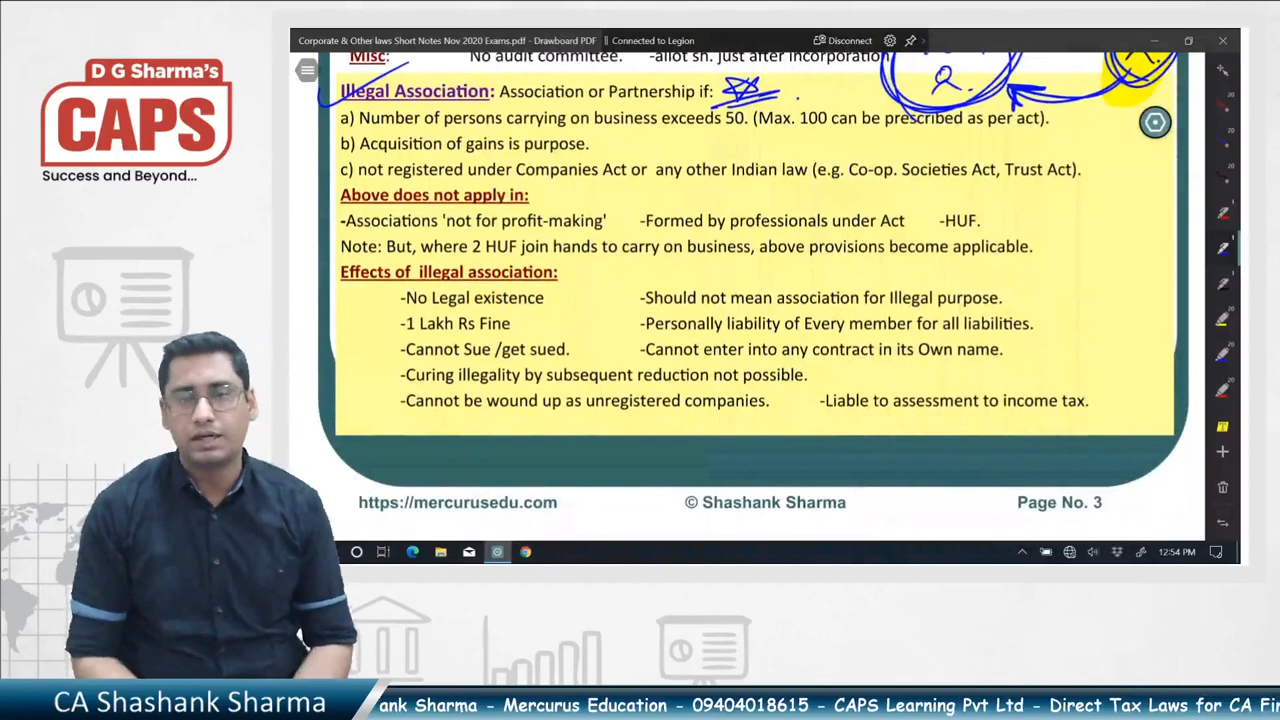 Corporate & Other laws Short Notes Nov 2020 Exams.pdf - Drawboard PDF || Connected to Legion Disconnect
D G Sharma's
CAPS
Success and Beyond...
Misc: No audit committee. -allot sh. just after incorporation
2.
Illegal Association: Association or Partnership if:
a) Number of persons carrying on business exceeds 50. (Max. 100 can be prescribed as per act).
b) Acquisition of gains is purpose.
c) not registered under Companies Act or any other Indian law (e.g. Co-op. Societies Act, Trust Act).
Above does not apply in:
-Associations 'not for profit-making' -Formed by professionals under Act -HUF.
Note: But, where 2 HUF join hands to carry on business, above provisions become applicable.
Effects of illegal association:
-No Legal existence -Should not mean association for Illegal purpose.
-1 Lakh Rs Fine -Personally liability of Every member for all liabilities.
-Cannot Sue /get sued. -Cannot enter into any contract in its Own name.
-Curing illegality by subsequent reduction not possible.
-Cannot be wound up as unregistered companies. -Liable to assessment to income tax.
https://mercurusedu.com © Shashank Sharma Page No. 3
12:54 PM
CA Shashank Sharma
ank Sharma - Mercurus Education - 09404018615 - CAPS Learning Pvt Ltd - Direct Tax Laws for CA Fi